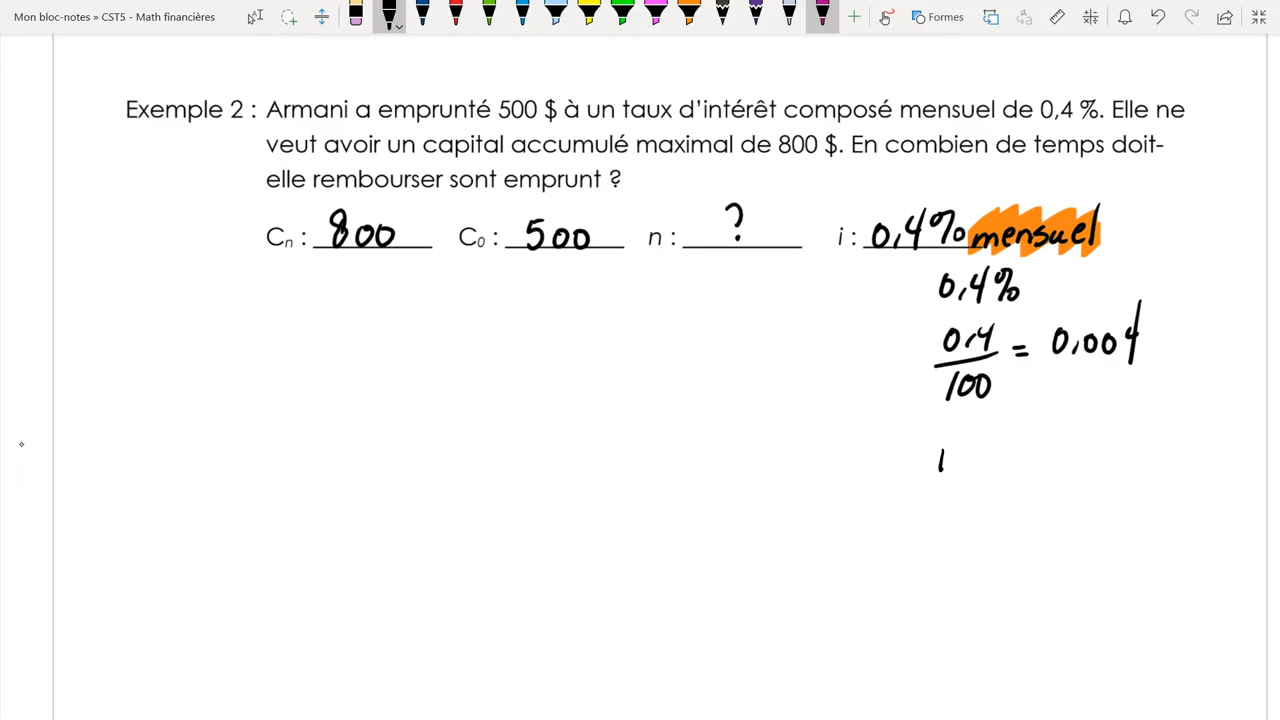 Mon bloc-notes » CST5 - Math financières
Formes
Exemple 2 : Armani a emprunté 500 $ à un taux d'intérêt composé mensuel de 0,4 %. Elle ne
veut avoir un capital accumulé maximal de 800 $. En combien de temps doit-
elle rembourser sont emprunt ?
Cn : 800 C0 : 500 n : ? i : 0,4% mensuel
0,4%
0,4/100 = 0,004
1